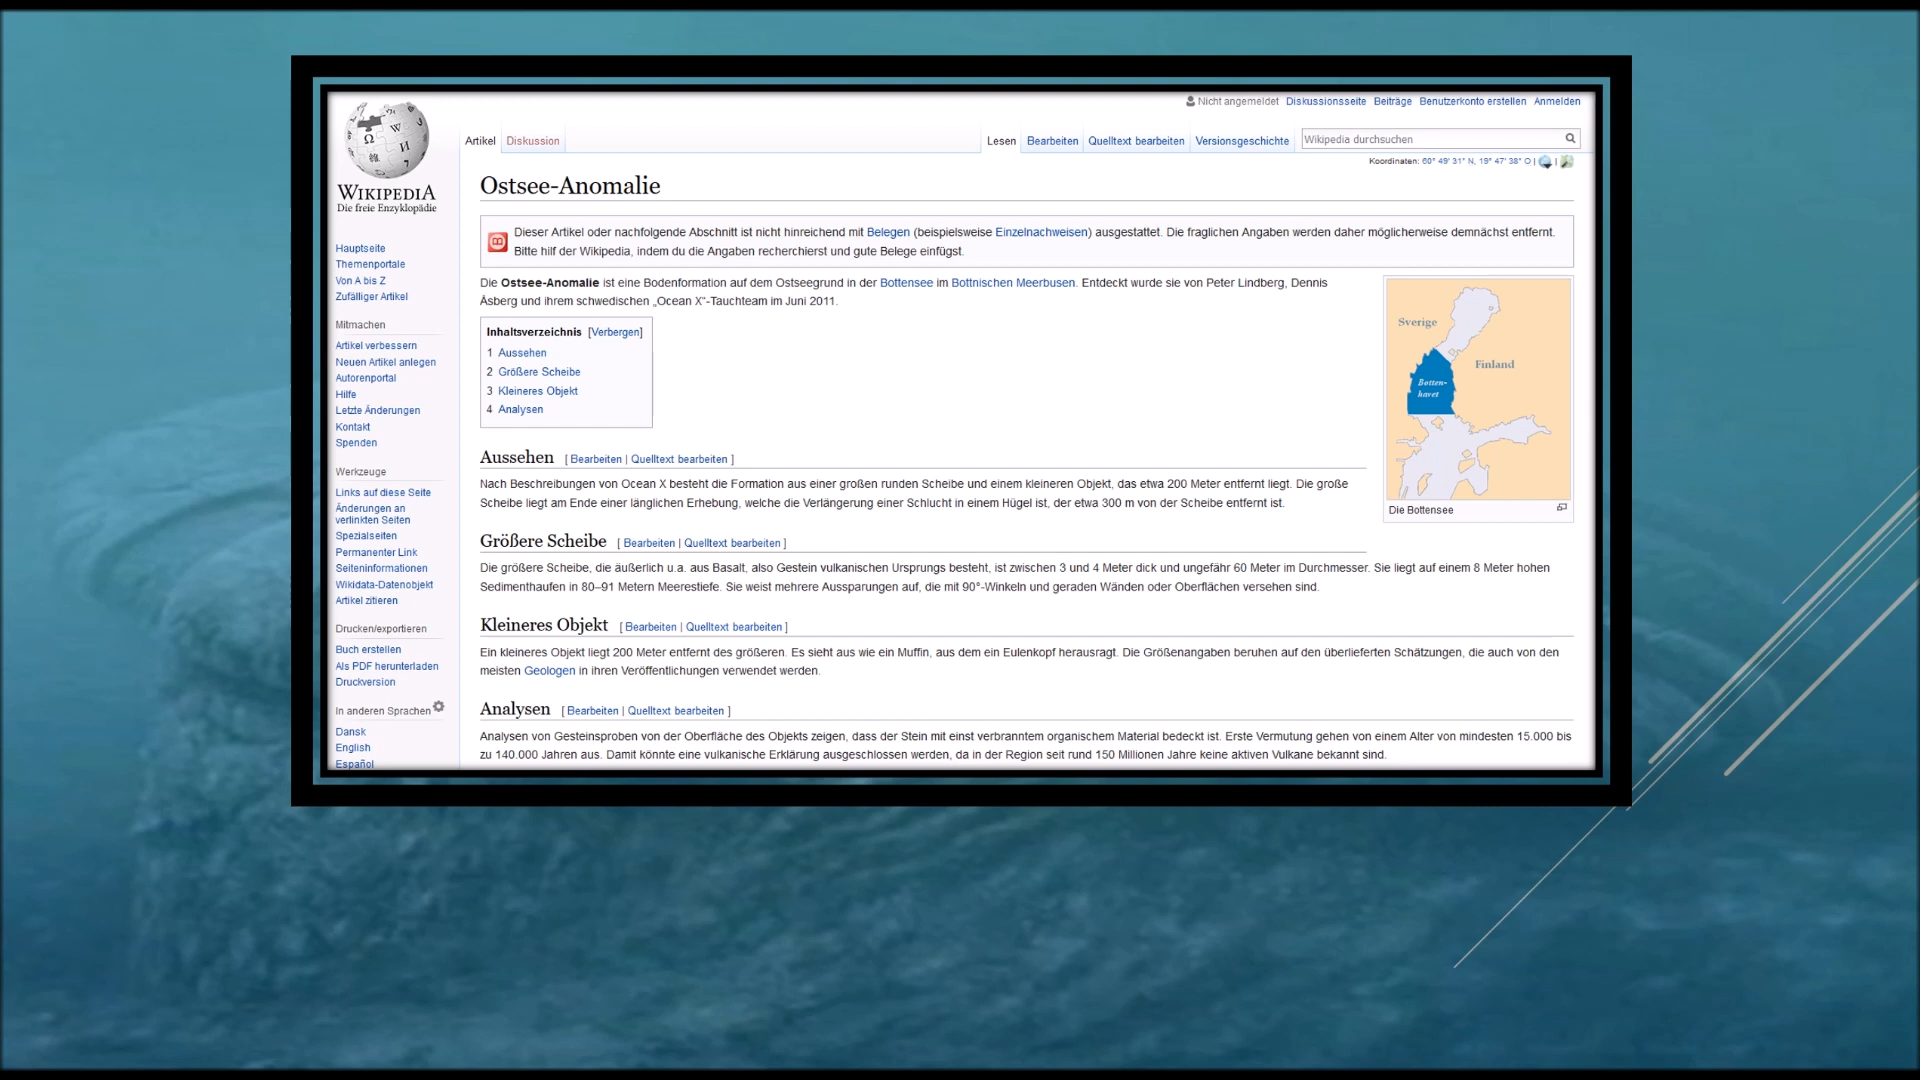 Nicht angemeldet Diskussionsseite Beiträge Benutzerkonto erstellen Anmelden
Artikel Diskussion Lesen Bearbeiten Quelltext bearbeiten Versionsgeschichte Wikipedia durchsuchen
Koordinaten: 60° 49′ 31″ N, 19° 47′ 38″ O |
WIKIPEDIA
Die freie Enzyklopädie
Hauptseite
Themenportale
Von A bis Z
Zufälliger Artikel
Mitmachen
Artikel verbessern
Neuen Artikel anlegen
Autorenportal
Hilfe
Letzte Änderungen
Kontakt
Spenden
Werkzeuge
Links auf diese Seite
Änderungen an
verlinkten Seiten
Spezialseiten
Permanenter Link
Seiteninformationen
Wikidata-Datenobjekt
Artikel zitieren
Drucken/exportieren
Buch erstellen
Als PDF herunterladen
Druckversion
In anderen Sprachen
Dansk
English
Español
Ostsee-Anomalie
Dieser Artikel oder nachfolgende Abschnitt ist nicht hinreichend mit Belegen (beispielsweise Einzelnachweisen) ausgestattet. Die fraglichen Angaben werden daher möglicherweise demnächst entfernt.
Bitte hilf der Wikipedia, indem du die Angaben recherchierst und gute Belege einfügst.
Die Ostsee-Anomalie ist eine Bodenformation auf dem Ostseegrund in der Bottensee im Bottnischen Meerbusen. Entdeckt wurde sie von Peter Lindberg, Dennis
Åsberg und ihrem schwedischen „Ocean X“-Tauchteam im Juni 2011.
Inhaltsverzeichnis [Verbergen]
1 Aussehen
2 Größere Scheibe
3 Kleineres Objekt
4 Analysen
Sverige
Finland
Botten-
havet
Die Bottensee
Aussehen [ Bearbeiten | Quelltext bearbeiten ]
Nach Beschreibungen von Ocean X besteht die Formation aus einer großen runden Scheibe und einem kleineren Objekt, das etwa 200 Meter entfernt liegt. Die große
Scheibe liegt am Ende einer länglichen Erhebung, welche die Verlängerung einer Schlucht in einem Hügel ist, der etwa 300 m von der Scheibe entfernt ist.
Größere Scheibe [ Bearbeiten | Quelltext bearbeiten ]
Die größere Scheibe, die äußerlich u.a. aus Basalt, also Gestein vulkanischen Ursprungs besteht, ist zwischen 3 und 4 Meter dick und ungefähr 60 Meter im Durchmesser. Sie liegt auf einem 8 Meter hohen
Sedimenthaufen in 80–91 Metern Meerestiefe. Sie weist mehrere Aussparungen auf, die mit 90°-Winkeln und geraden Wänden oder Oberflächen versehen sind.
Kleineres Objekt [ Bearbeiten | Quelltext bearbeiten ]
Ein kleineres Objekt liegt 200 Meter entfernt des größeren. Es sieht aus wie ein Muffin, aus dem ein Eulenkopf herausragt. Die Größenangaben beruhen auf den überlieferten Schätzungen, die auch von den
meisten Geologen in ihren Veröffentlichungen verwendet werden.
Analysen [ Bearbeiten | Quelltext bearbeiten ]
Analysen von Gesteinsproben von der Oberfläche des Objekts zeigen, dass der Stein mit einst verbranntem organischem Material bedeckt ist. Erste Vermutung gehen von einem Alter von mindesten 15.000 bis
zu 140.000 Jahren aus. Damit könnte eine vulkanische Erklärung ausgeschlossen werden, da in der Region seit rund 150 Millionen Jahre keine aktiven Vulkane bekannt sind.